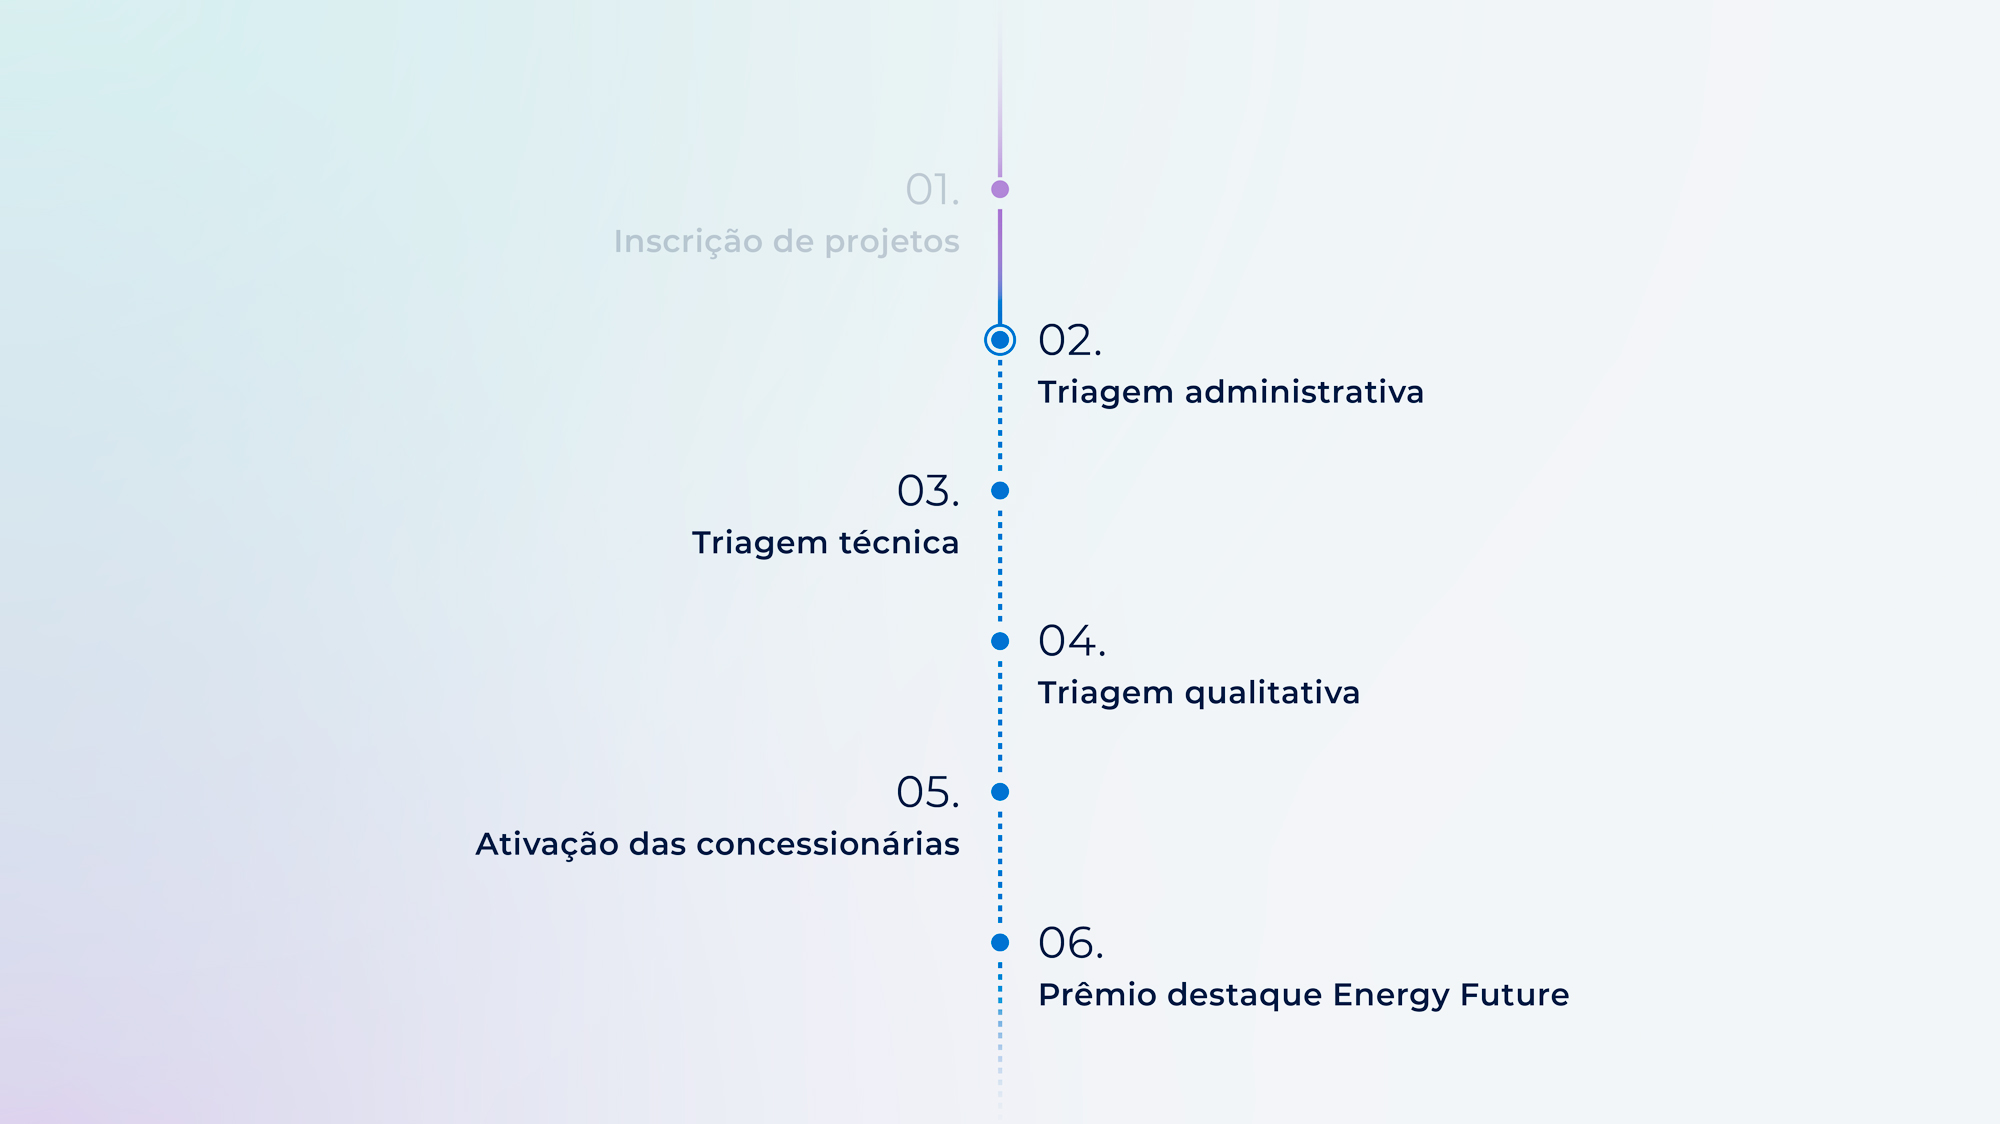 01.
Inscrição de projetos
02.
Triagem administrativa
03.
Triagem técnica
04.
Triagem qualitativa
05.
Ativação das concessionárias
06.
Prêmio destaque Energy Future